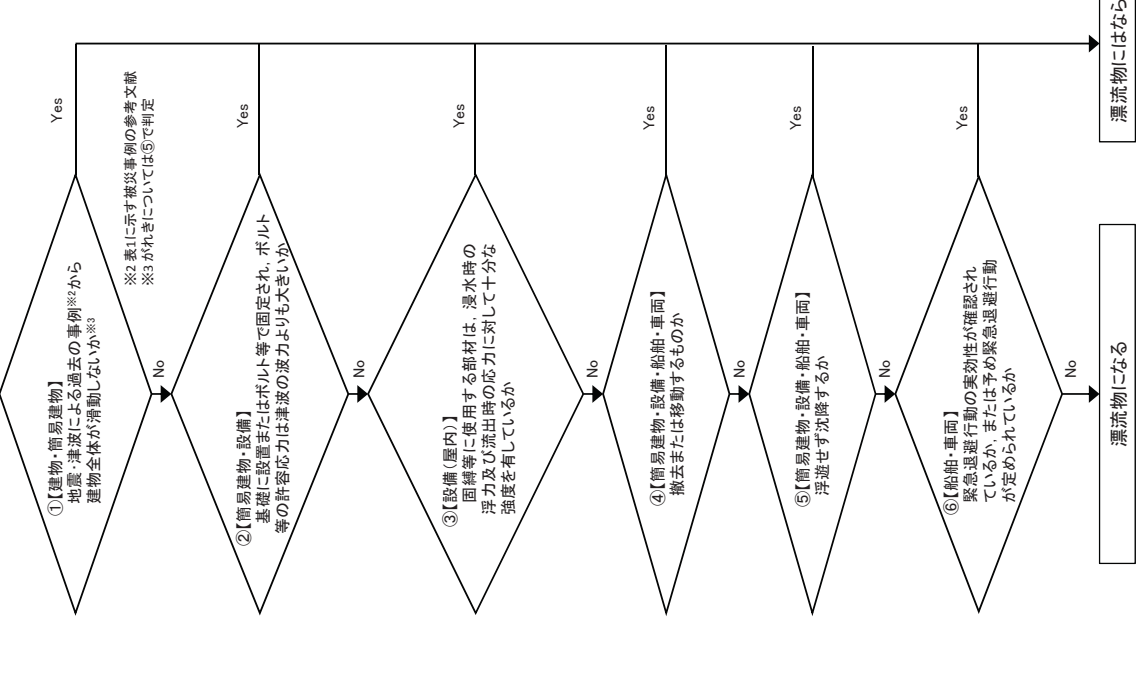 ①【建物・簡易建物】
地震・津波による過去の事例※2から
建物全体が滑動しないか※3
Yes
※2 表1に示す被災事例の参考文献
※3 がれきについては⑤で判定
No
②【簡易建物・設備】
基礎に設置またはボルト等で固定され，ボルト
等の許容応力は津波の波力よりも大きいか
Yes
No
③【設備（屋内）】
固縛等に使用する部材は，浸水時の
浮力及び流出時の応力に対して十分な
強度を有しているか
Yes
No
④【簡易建物・設備・船舶・車両】
撤去または移動するものか
Yes
No
⑤【簡易建物・設備・船舶・車両】
浮遊せず沈降するか
Yes
No
⑥【船舶・車両】
緊急退避行動の実効性が確認され
ているか，または予め緊急退避行動
が定められているか
Yes
No
漂流物になる
漂流物にはなら